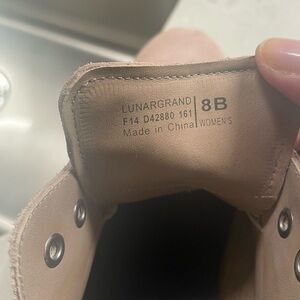 LUNARGRAND
F14 D42880 161
Made in China
8B
WOMEN'S